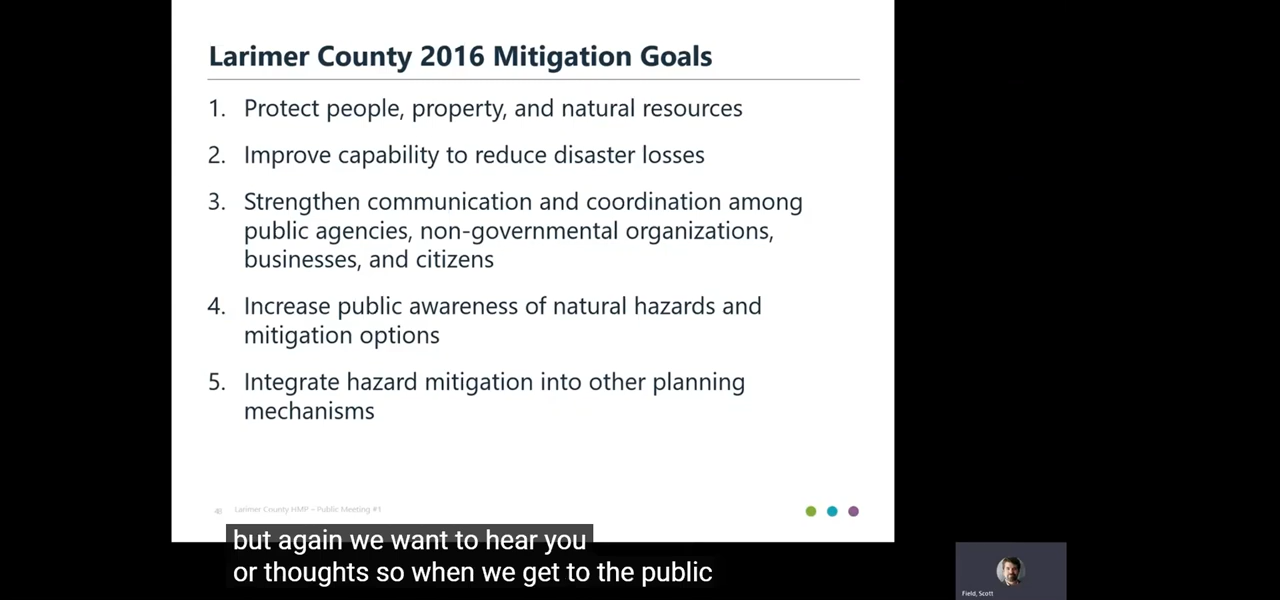 Larimer County 2016 Mitigation Goals
1. Protect people, property, and natural resources
2. Improve capability to reduce disaster losses
3. Strengthen communication and coordination among
public agencies, non-governmental organizations,
businesses, and citizens
4. Increase public awareness of natural hazards and
mitigation options
5. Integrate hazard mitigation into other planning
mechanisms
Larimer County HMP – Public Meeting #1
but again we want to hear you
or thoughts so when we get to the public
Field, Scott